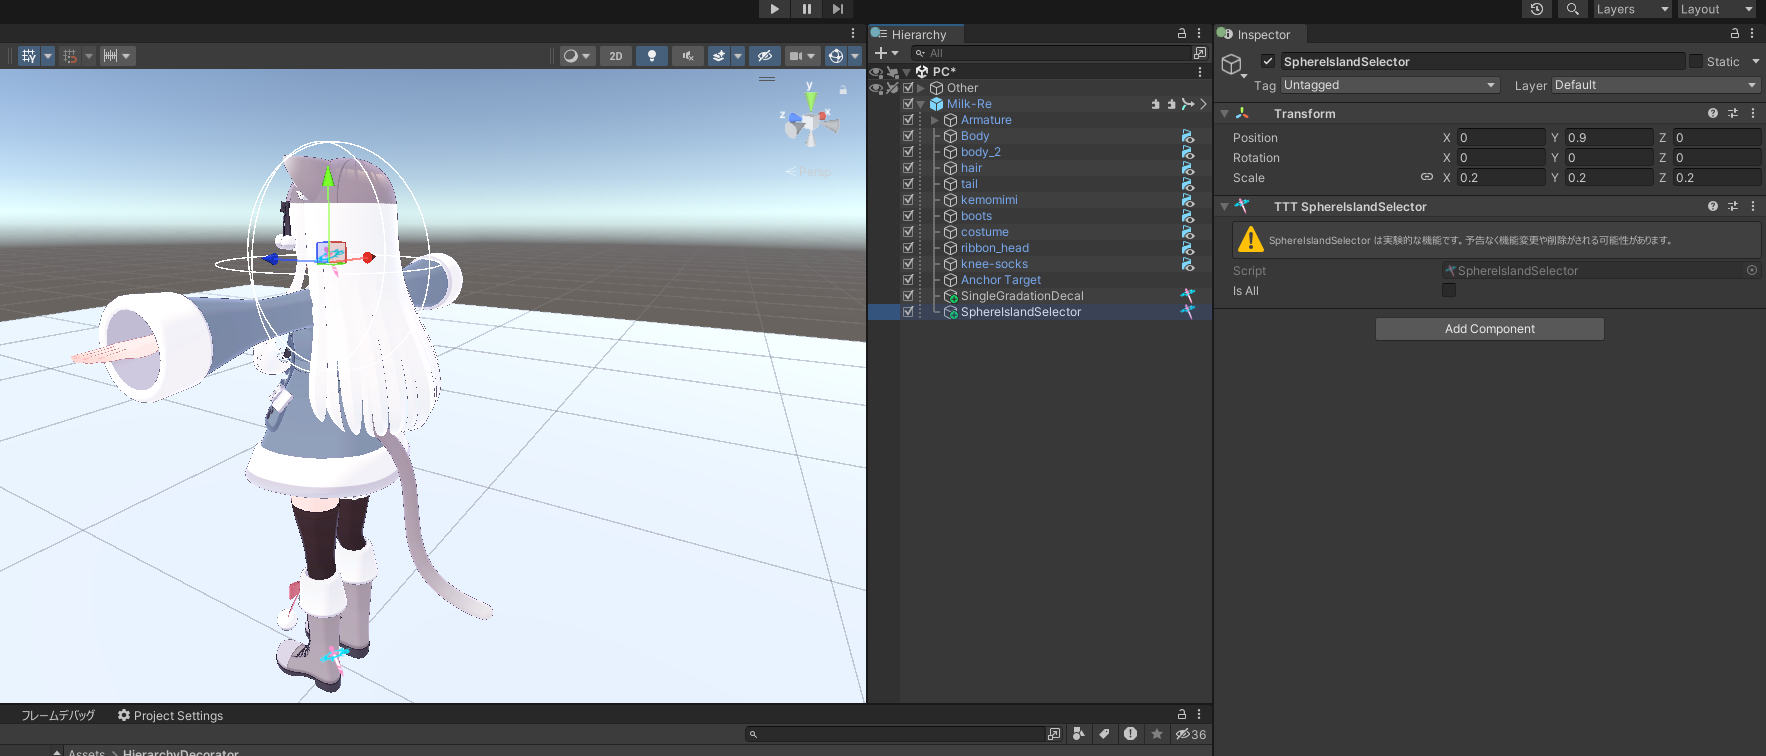 Layers
Layout
2D
y
z
x
Persp
Hierarchy
All
PC*
Other
Milk-Re
Armature
Body
body_2
hair
tail
kemomimi
boots
costume
ribbon_head
knee-socks
Anchor Target
SingleGradationDecal
SphereIslandSelector
Inspector
SphereIslandSelector
Static
Tag Untagged Layer Default
Transform
Position X 0 Y 0.9 Z 0
Rotation X 0 Y 0 Z 0
Scale X 0.2 Y 0.2 Z 0.2
TTT SphereIslandSelector
SphereIslandSelector は実験的な機能です。予告なく機能変更や削除がされる可能性があります。
Script SphereIslandSelector
Is All
Add Component
フレームデバッグ Project Settings
36
Assets > HierarchyDecorator